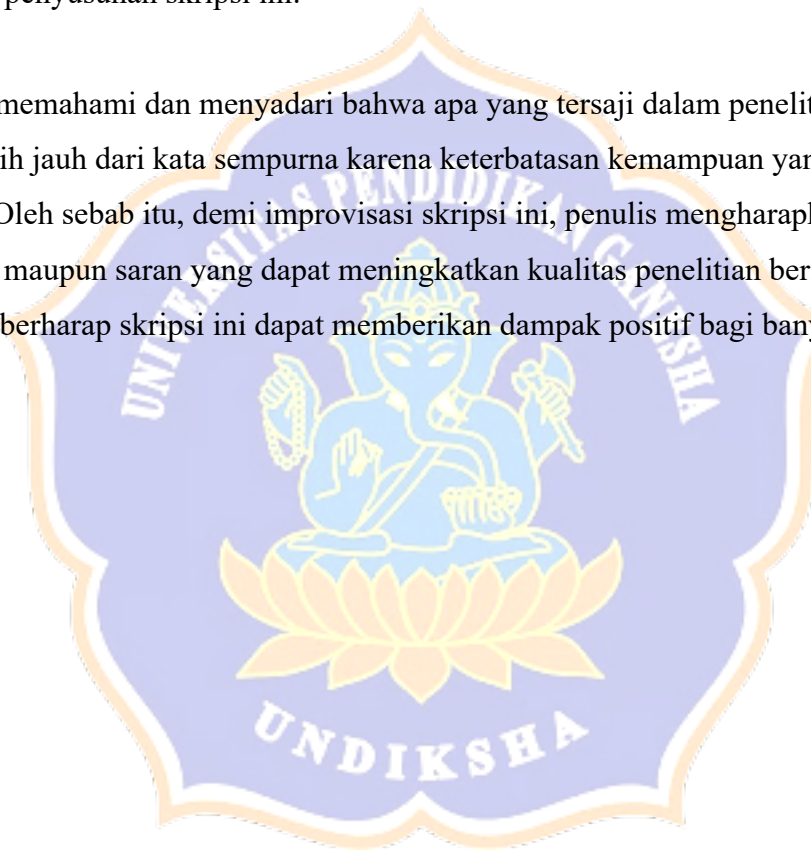 penyusunan skripsi ini.
memahami dan menyadari bahwa apa yang tersaji dalam penelit
ih jauh dari kata sempurna karena keterbatasan kemampuan yan
Oleh sebab itu, demi improvisasi skripsi ini, penulis mengharapk
maupun saran yang dapat meningkatkan kualitas penelitian ber
berharap skripsi ini dapat memberikan dampak positif bagi bany
UNIVERSITAS PENDIDIKAN GANESHA
UNDIKSHA